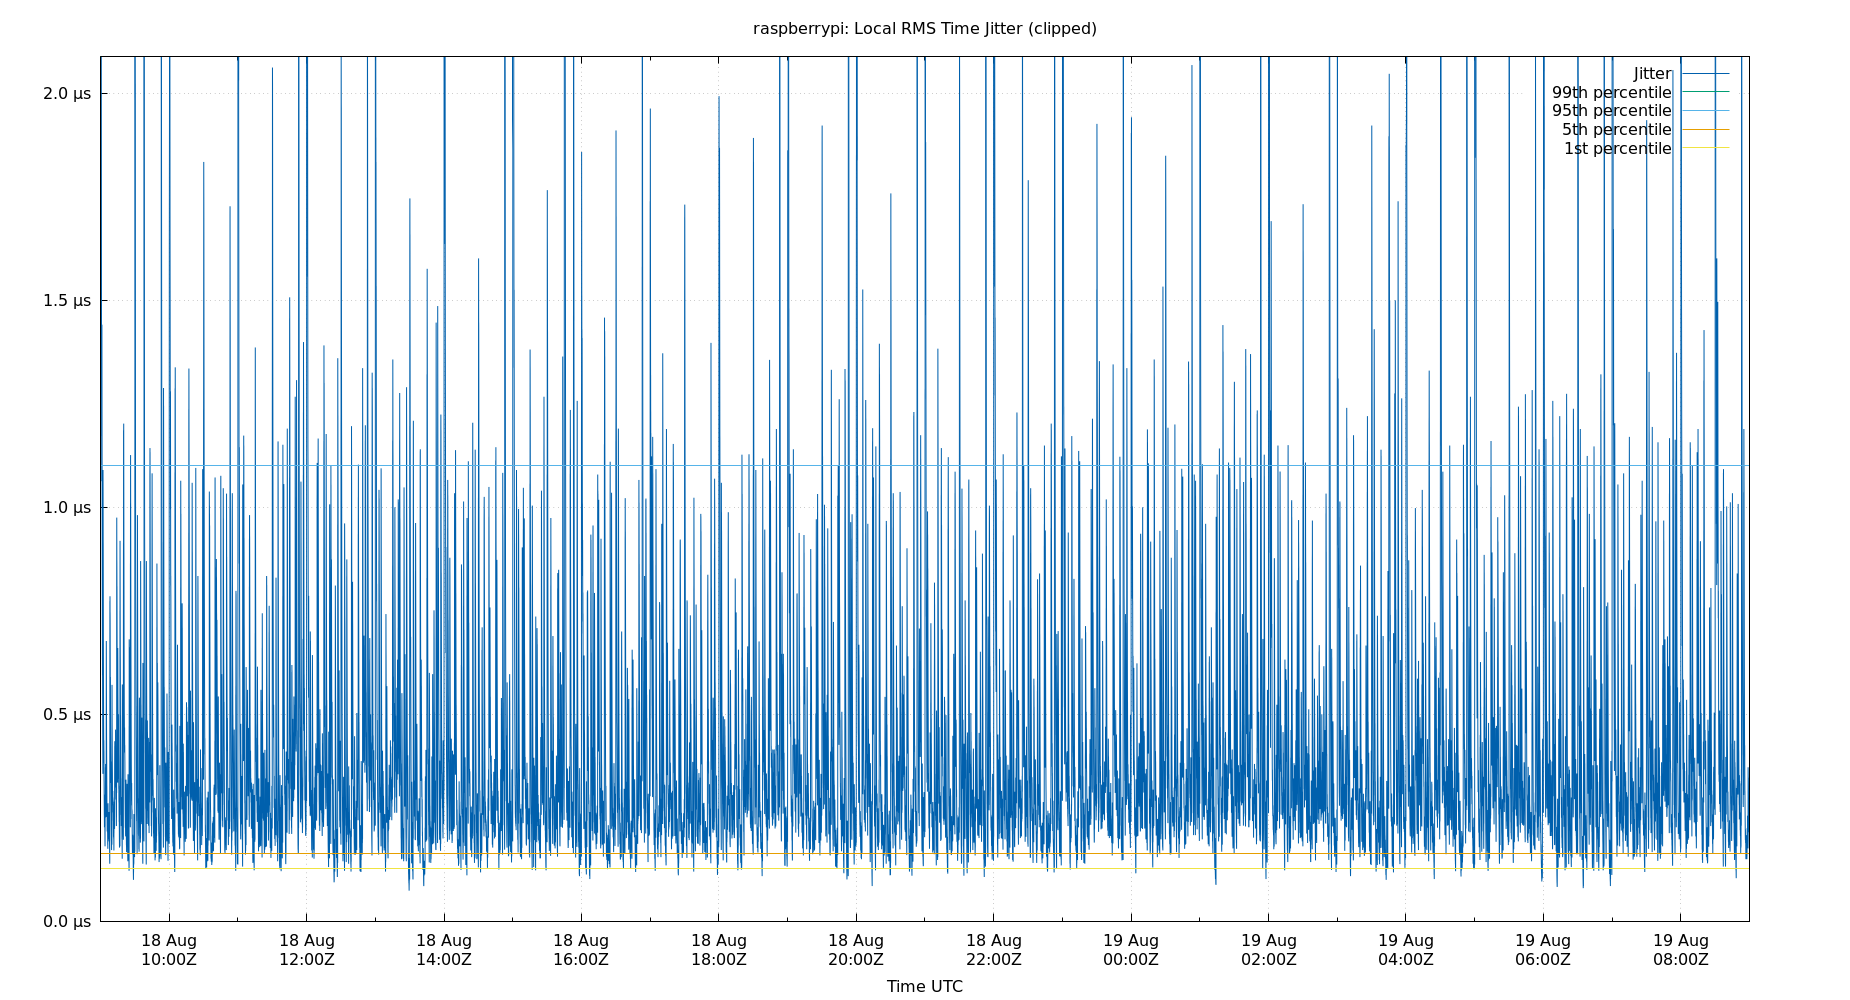 raspberrypi: Local RMS Time Jitter (clipped)
Jitter
99th percentile
95th percentile
5th percentile
1st percentile
2.0 µs
1.5 µs
1.0 µs
0.5 µs
0.0 µs
18 Aug 18 Aug 18 Aug 18 Aug 18 Aug 18 Aug 18 Aug 19 Aug 19 Aug 19 Aug 19 Aug 19 Aug
10:00Z 12:00Z 14:00Z 16:00Z 18:00Z 20:00Z 22:00Z 00:00Z 02:00Z 04:00Z 06:00Z 08:00Z
Time UTC